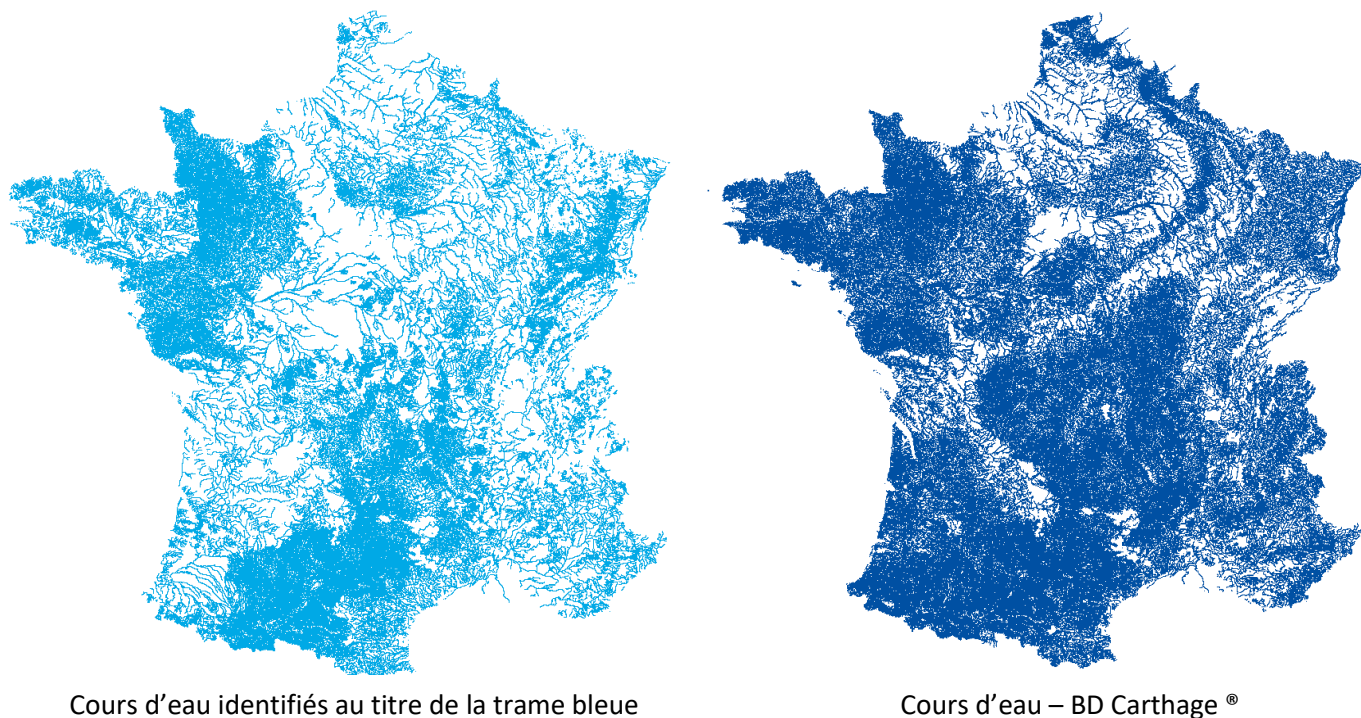 Cours d’eau identifiés au titre de la trame bleue
Cours d’eau – BD Carthage ®